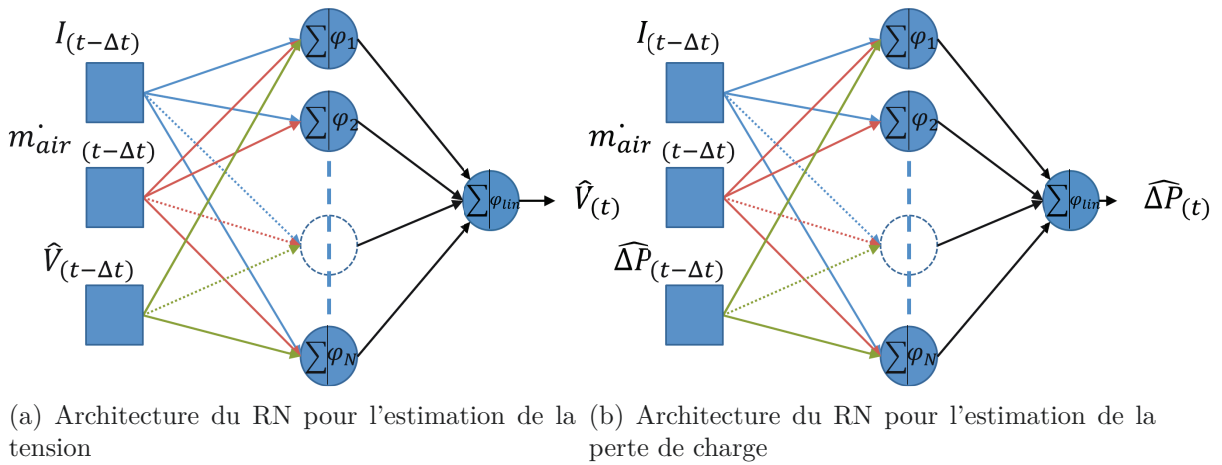 I(t−Δt)
ṁair (t−Δt)
V̂(t−Δt)
∑ φ1
∑ φ2
∑ φN
∑ φlin
V̂(t)
I(t−Δt)
ṁair (t−Δt)
ΔP̂(t−Δt)
∑ φ1
∑ φ2
∑ φN
∑ φlin
ΔP̂(t)
(a) Architecture du RN pour l'estimation de la
tension
(b) Architecture du RN pour l'estimation de la
perte de charge